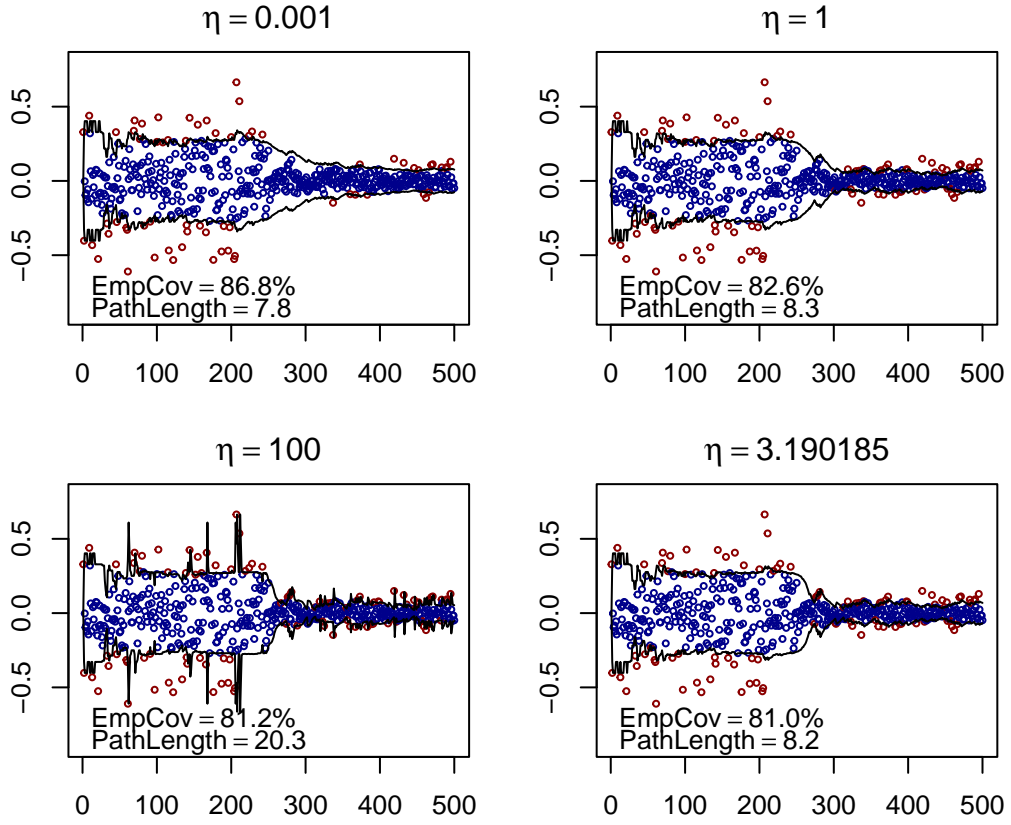 η = 0.001
0.5
0.0
−0.5
EmpCov = 86.8%
PathLength = 7.8
0 100 200 300 400 500
η = 1
0.5
0.0
−0.5
EmpCov = 82.6%
PathLength = 8.3
0 100 200 300 400 500
η = 100
0.5
0.0
−0.5
EmpCov = 81.2%
PathLength = 20.3
0 100 200 300 400 500
η = 3.190185
0.5
0.0
−0.5
EmpCov = 81.0%
PathLength = 8.2
0 100 200 300 400 500